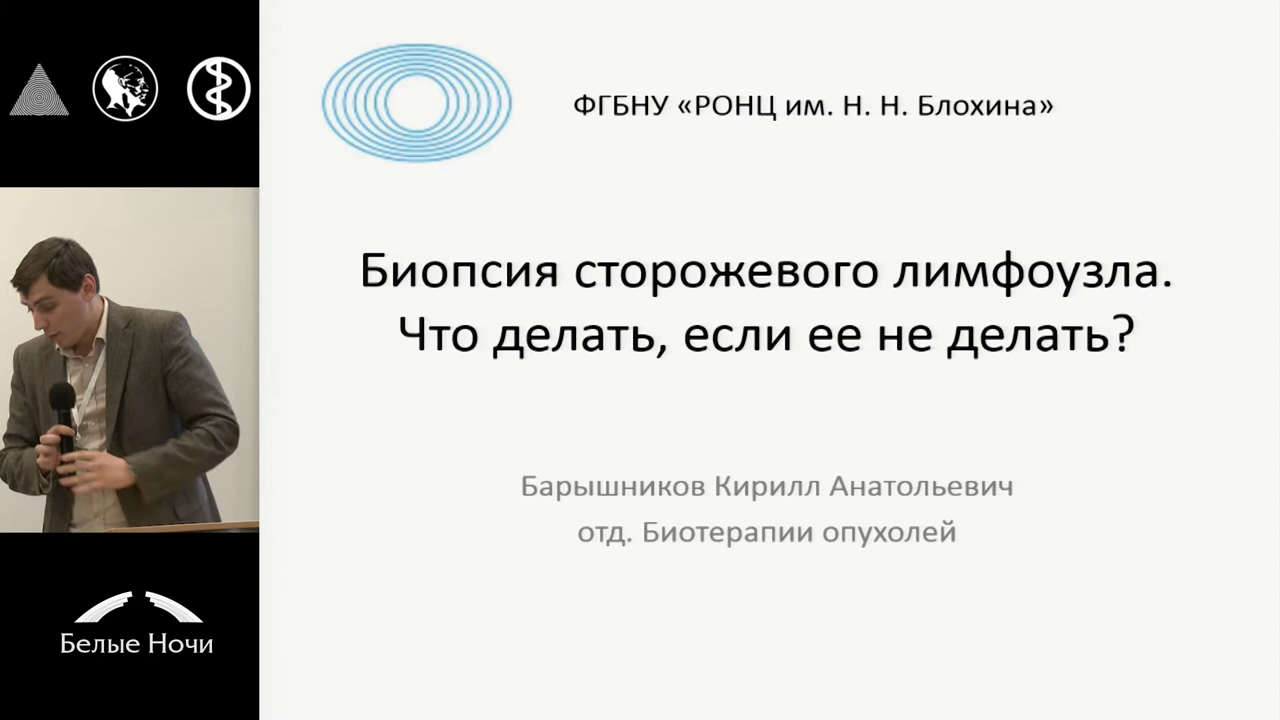 ФГБНУ «РОНЦ им. Н. Н. Блохина»
Биопсия сторожевого лимфоузла.
Что делать, если ее не делать?
Барышников Кирилл Анатольевич
отд. Биотерапии опухолей
Белые Ночи